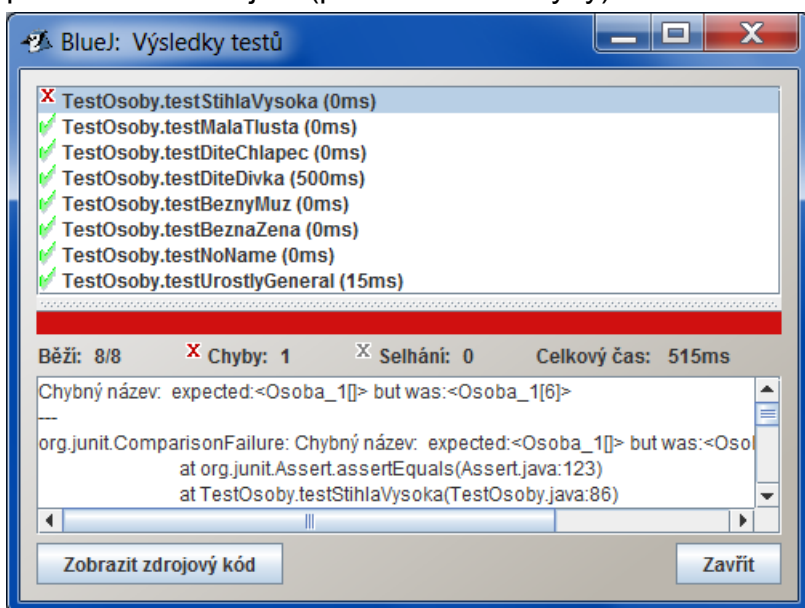 BlueJ: Výsledky testů
TestOsoby.testStihlaVysoka (0ms)
TestOsoby.testMalaTlusta (0ms)
TestOsoby.testDiteChlapec (0ms)
TestOsoby.testDiteDivka (500ms)
TestOsoby.testBeznyMuz (0ms)
TestOsoby.testBeznaZena (0ms)
TestOsoby.testNoName (0ms)
TestOsoby.testUrostlyGeneral (15ms)
Běží: 8/8 Chyby: 1 Selhání: 0 Celkový čas: 515ms
Chybný název: expected:<Osoba_1[]> but was:<Osoba_1[6]>
---
org.junit.ComparisonFailure: Chybný název: expected:<Osoba_1[]> but was:<Osol
at org.junit.Assert.assertEquals(Assert.java:123)
at TestOsoby.testStihlaVysoka(TestOsoby.java:86)
Zobrazit zdrojový kód Zavřít